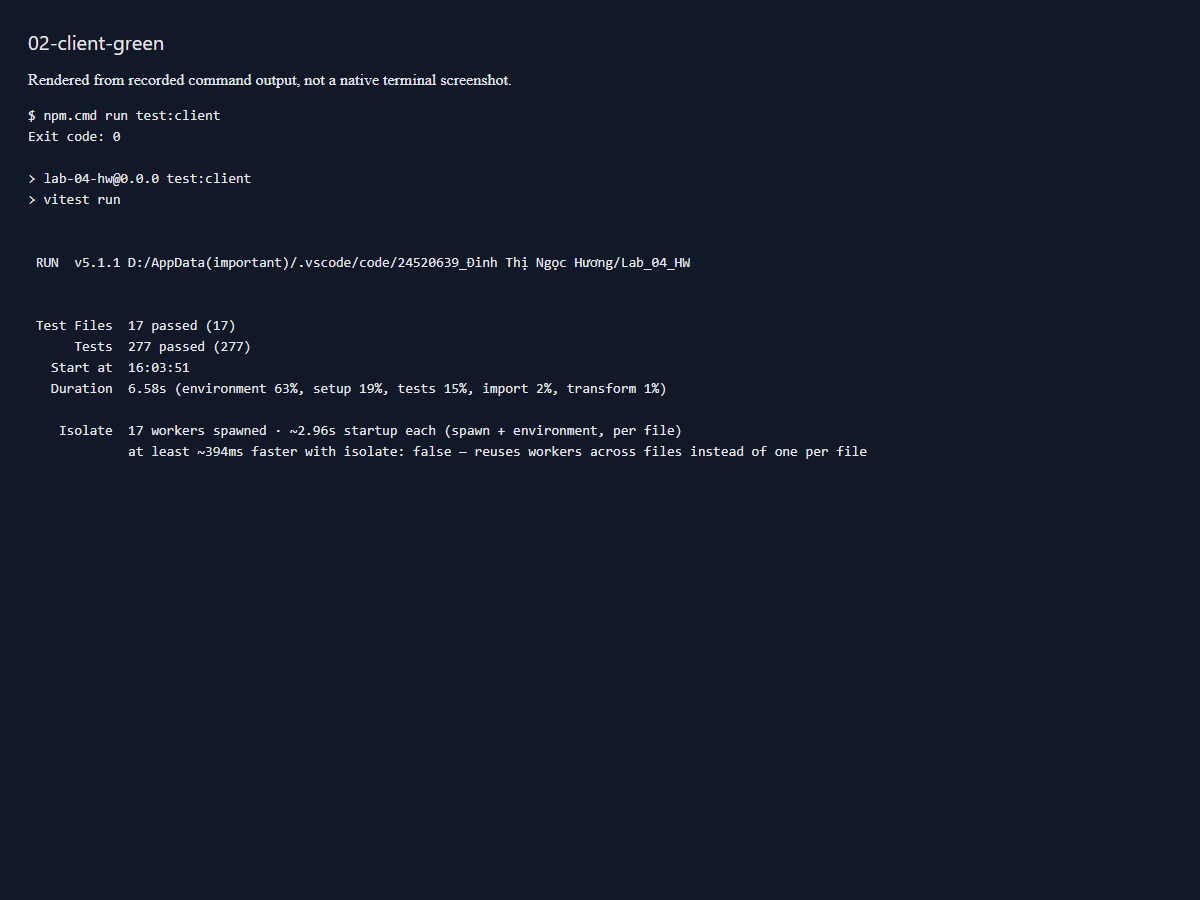 02-client-green
Rendered from recorded command output, not a native terminal screenshot.
$ npm.cmd run test:client
Exit code: 0
> lab-04-hw@0.0.0 test:client
> vitest run
RUN  v5.1.1 D:/AppData(important)/.vscode/code/24520639_Đinh Thị Ngọc Hương/Lab_04_HW
Test Files  17 passed (17)
Tests  277 passed (277)
Start at  16:03:51
Duration  6.58s (environment 63%, setup 19%, tests 15%, import 2%, transform 1%)
Isolate  17 workers spawned · ~2.96s startup each (spawn + environment, per file)
at least ~394ms faster with isolate: false — reuses workers across files instead of one per file